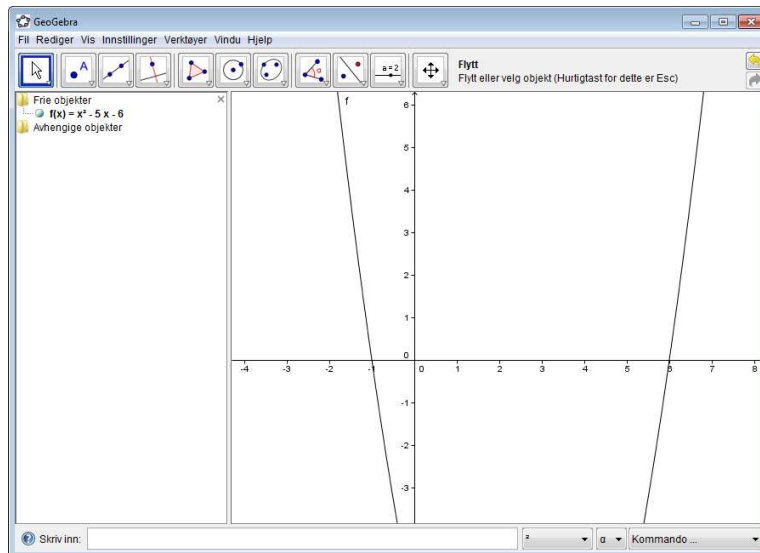 GeoGebra
Fil Rediger Vis Innstillinger Verktøyer Vindu Hjelp
A
α
a = 2
Flytt
Flytt eller velg objekt (Hurtigtast for dette er Esc)
Frie objekter
f(x) = x² - 5 x - 6
Avhengige objekter
f
6
5
4
3
2
1
0
-4 -3 -2 -1 0 1 2 3 4 5 6 7 8
-1
-2
-3
Skriv inn: ² α Kommando ...